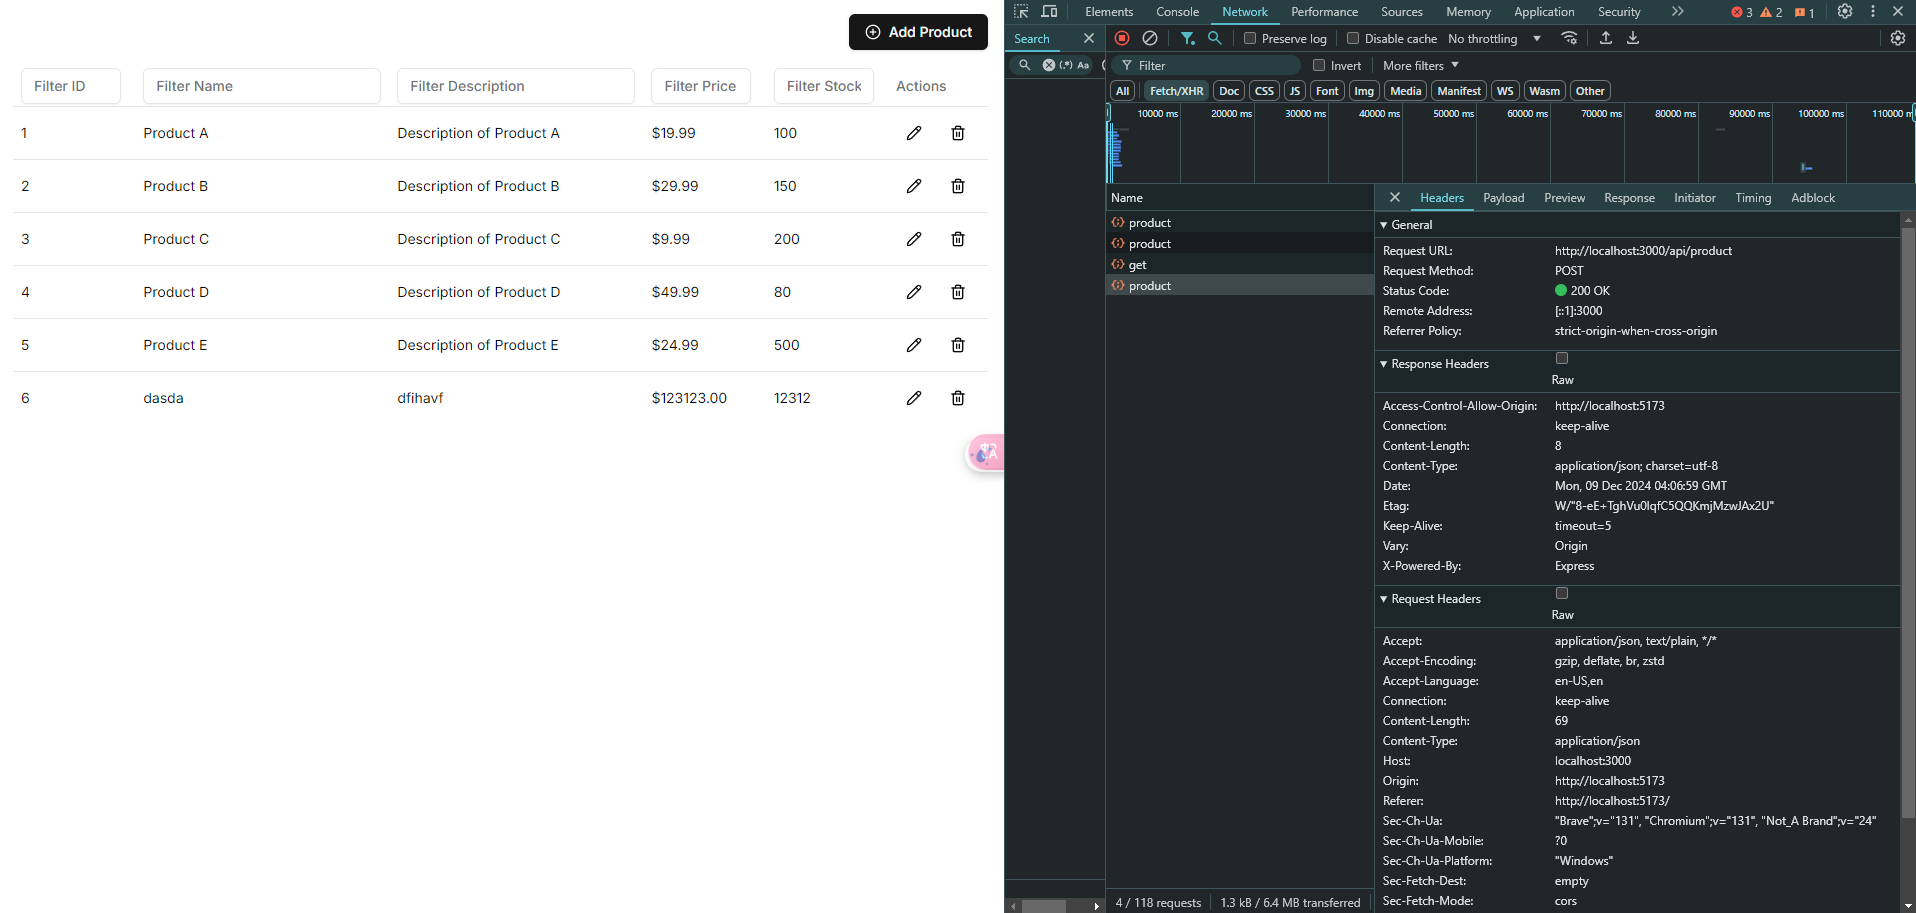 Add Product
Filter ID Filter Name Filter Description Filter Price Filter Stock Actions
1 Product A Description of Product A $19.99 100
2 Product B Description of Product B $29.99 150
3 Product C Description of Product C $9.99 200
4 Product D Description of Product D $49.99 80
5 Product E Description of Product E $24.99 500
6 dasda dfihavf $123123.00 12312
Elements Console Network Performance Sources Memory Application Security 3 2 1
Search
Preserve log Disable cache No throttling
(.*) Aa
Filter Invert More filters
All Fetch/XHR Doc CSS JS Font Img Media Manifest WS Wasm Other
10000 ms 20000 ms 30000 ms 40000 ms 50000 ms 60000 ms 70000 ms 80000 ms 90000 ms 100000 ms 110000 m
Name
product
product
get
product
Headers Payload Preview Response Initiator Timing Adblock
General
Request URL: http://localhost:3000/api/product
Request Method: POST
Status Code: 200 OK
Remote Address: [::1]:3000
Referrer Policy: strict-origin-when-cross-origin
Response Headers
Raw
Access-Control-Allow-Origin: http://localhost:5173
Connection: keep-alive
Content-Length: 8
Content-Type: application/json; charset=utf-8
Date: Mon, 09 Dec 2024 04:06:59 GMT
Etag:
Keep-Alive: timeout=5
Vary: Origin
X-Powered-By: Express
Request Headers
Raw
Accept: application/json, text/plain, */*
Accept-Encoding: gzip, deflate, br, zstd
Accept-Language: en-US,en
Connection: keep-alive
Content-Length: 69
Content-Type: application/json
Host: localhost:3000
Origin: http://localhost:5173
Referer: http://localhost:5173/
Sec-Ch-Ua: "Brave";v="131", "Chromium";v="131", "Not_A Brand";v="24"
Sec-Ch-Ua-Mobile: ?0
Sec-Ch-Ua-Platform: "Windows"
Sec-Fetch-Dest: empty
Sec-Fetch-Mode: cors
4 / 118 requests 1.3 kB / 6.4 MB transferred